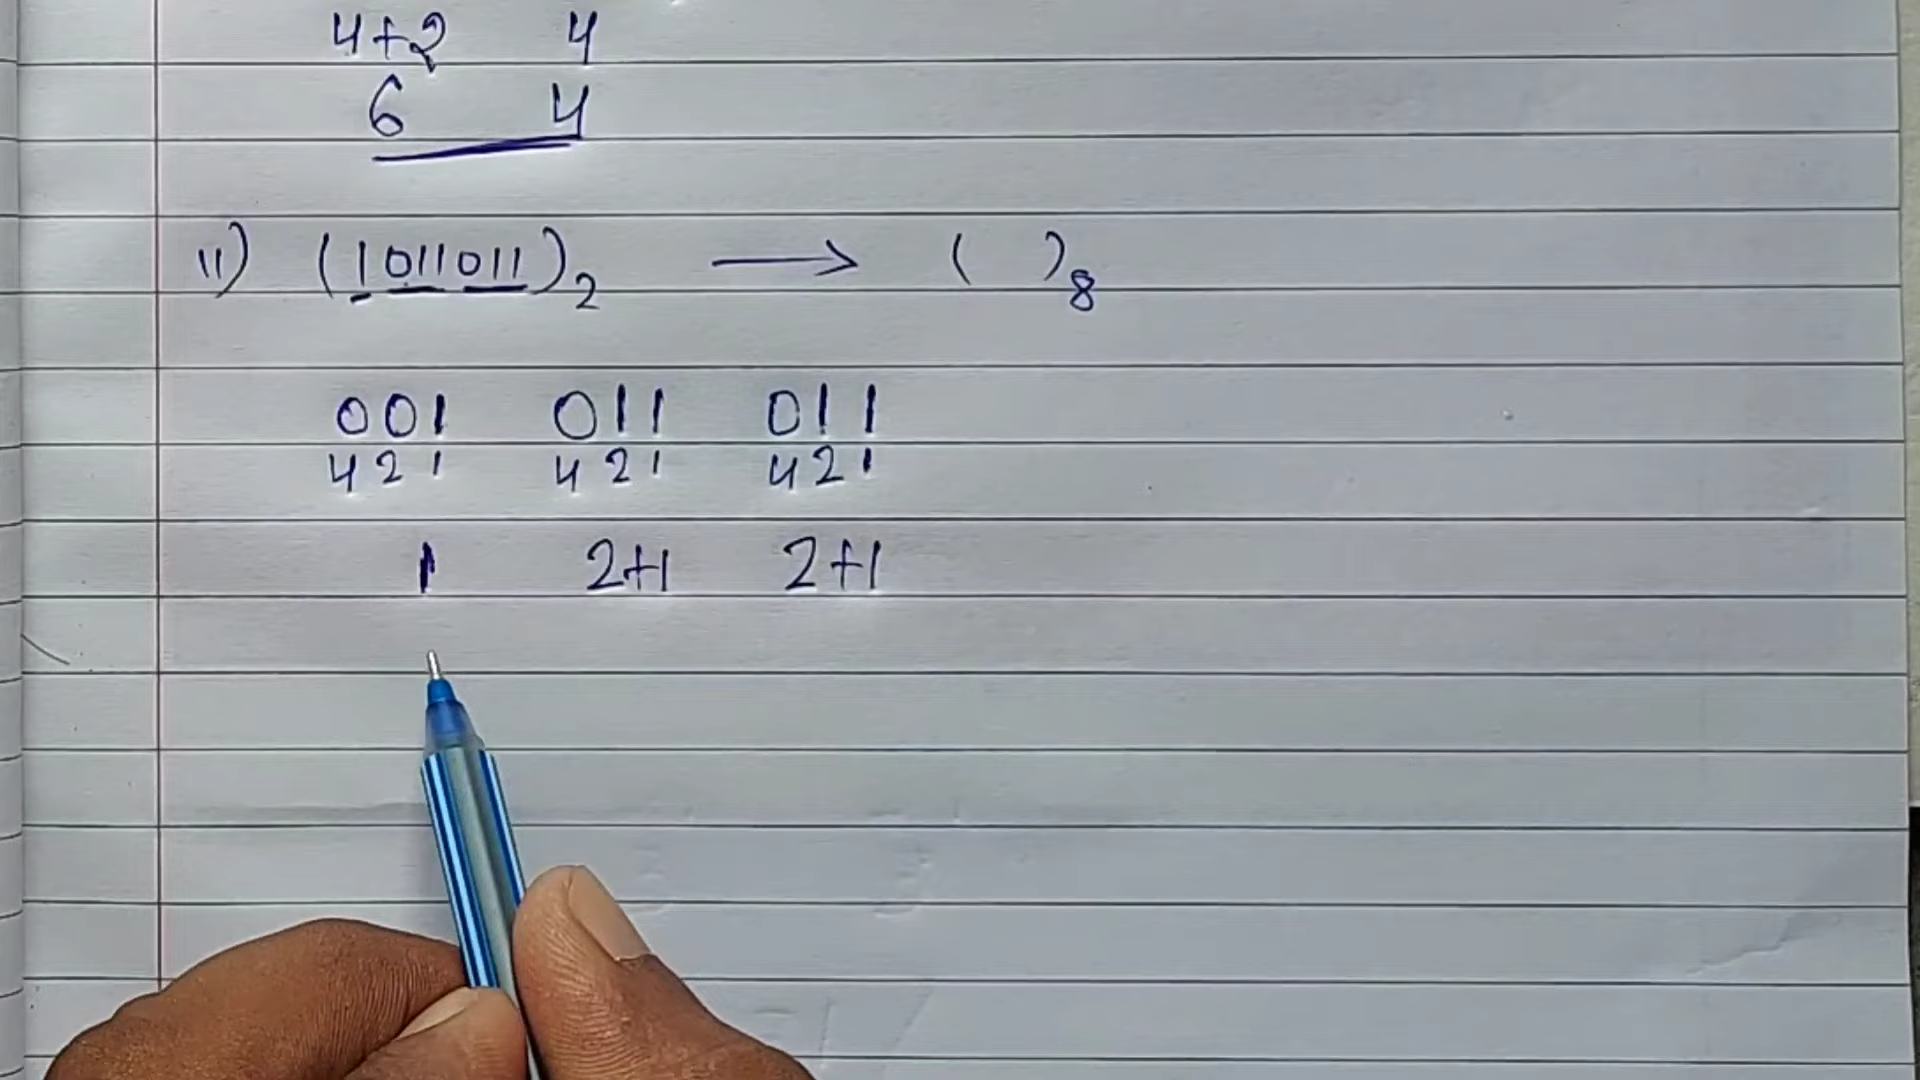 4+2 4
6 4
11) (1011011)2 → ( )8
001 011 011
421 421 421
1 2+1 2+1